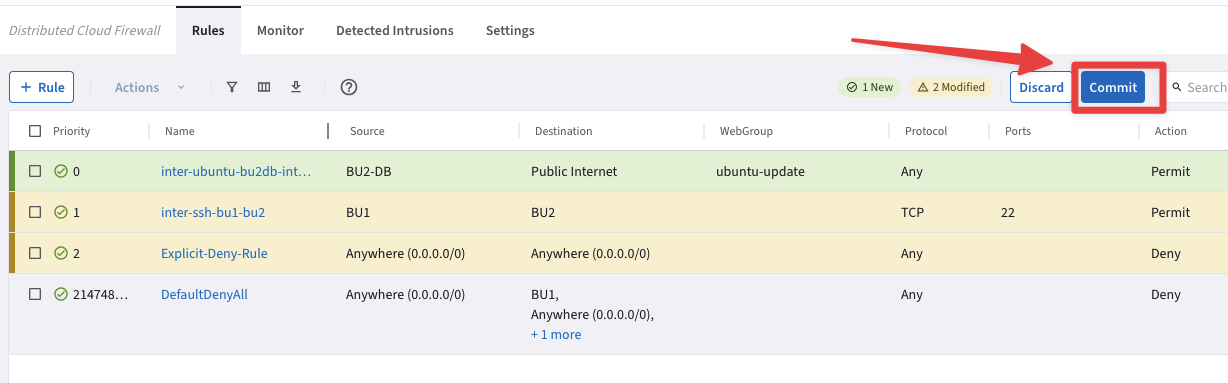 Distributed Cloud Firewall Rules Monitor Detected Intrusions Settings
+ Rule Actions 1 New 2 Modified Discard Commit Search
Priority Name Source Destination WebGroup Protocol Ports Action
0 inter-ubuntu-bu2db-int… BU2-DB Public Internet ubuntu-update Any Permit
1 inter-ssh-bu1-bu2 BU1 BU2 TCP 22 Permit
2 Explicit-Deny-Rule Anywhere (0.0.0.0/0) Anywhere (0.0.0.0/0) Any Deny
214748… DefaultDenyAll Anywhere (0.0.0.0/0) BU1, Any Deny
Anywhere (0.0.0.0/0),
+ 1 more